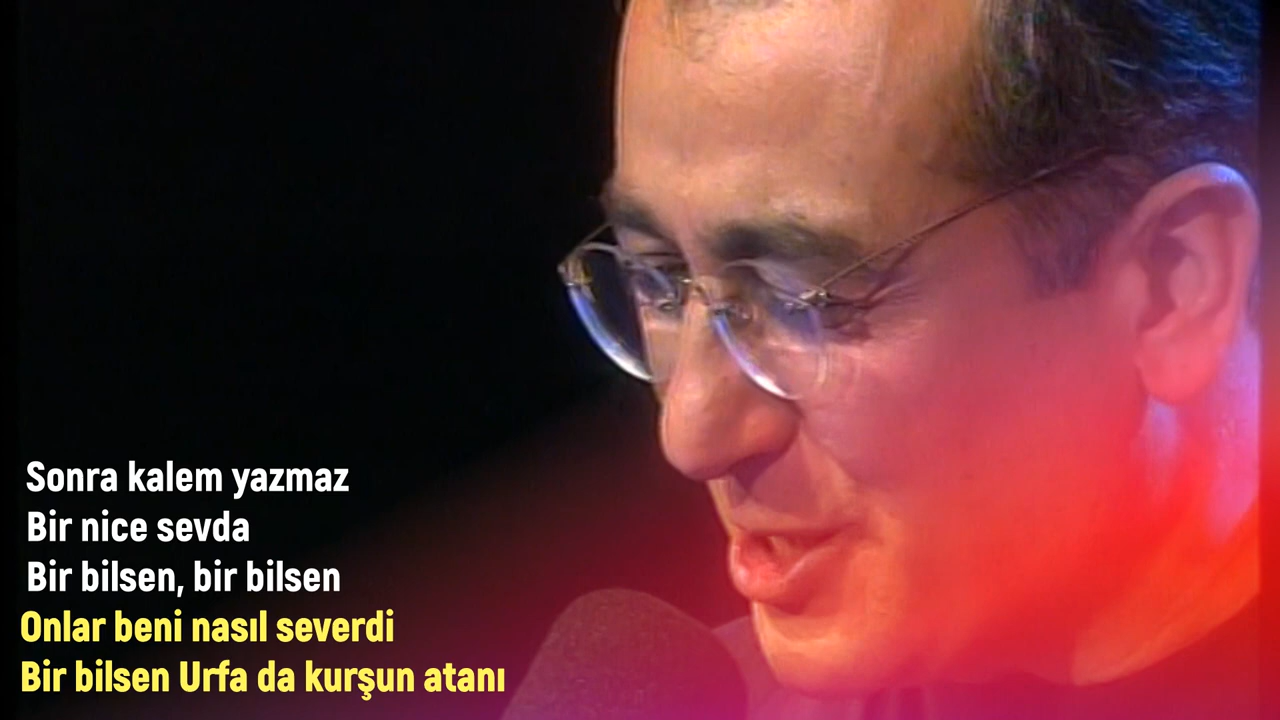 Sonra kalem yazmaz
Bir nice sevda
Bir bilsen, bir bilsen
Onlar beni nasıl severdi
Bir bilsen Urfa da kurşun atanı